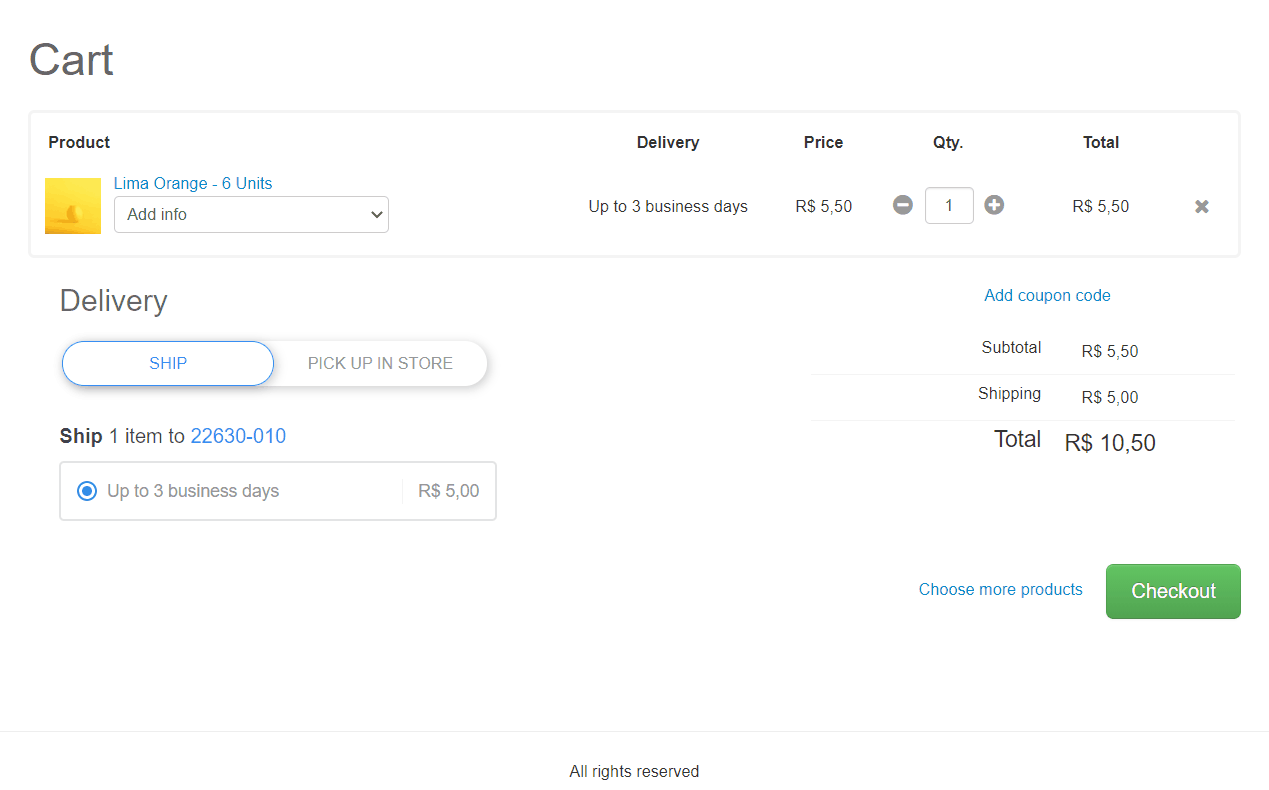 Cart
Product Delivery Price Qty. Total
Lima Orange - 6 Units
Add info Up to 3 business days R$ 5,50 1 R$ 5,50
Delivery
SHIP PICK UP IN STORE
Ship 1 item to 22630-010
Up to 3 business days R$ 5,00
Add coupon code
Subtotal R$ 5,50
Shipping R$ 5,00
Total R$ 10,50
Choose more products Checkout
All rights reserved